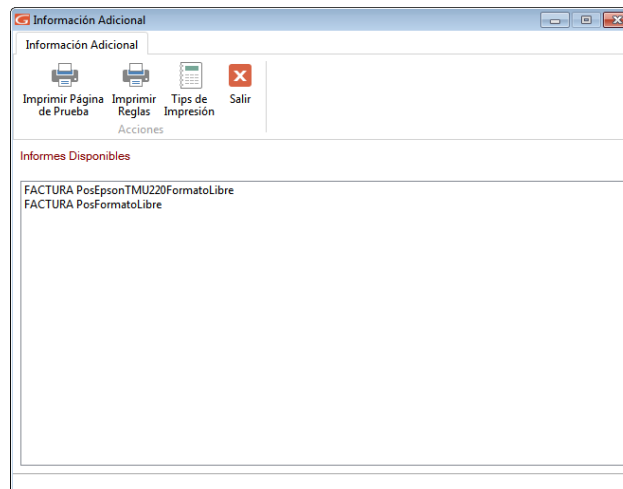 Información Adicional
Información Adicional
Imprimir Página de Prueba
Imprimir Reglas
Tips de Impresión
Salir
Acciones
Informes Disponibles
FACTURA PosEpsonTMU220FormatoLibre
FACTURA PosFormatoLibre